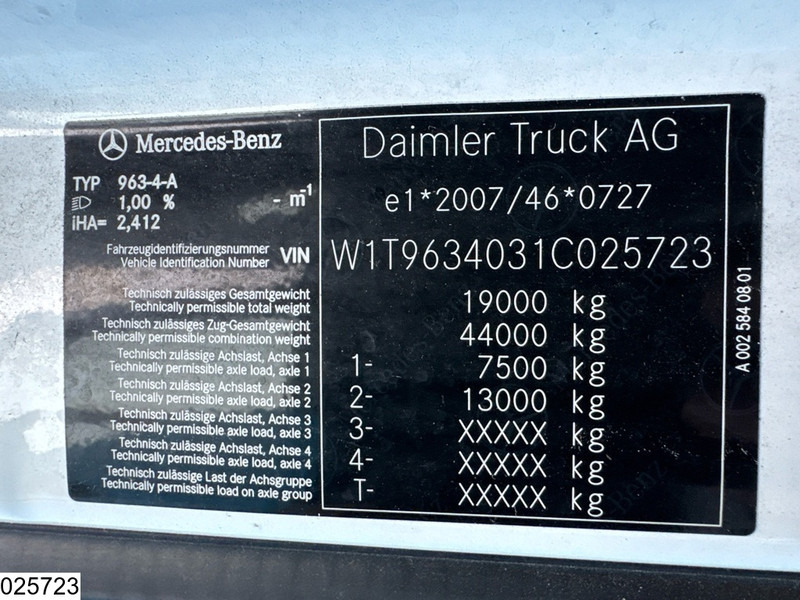 Mercedes-Benz
TYP 963-4-A
1,00 % - m-1
iHA= 2,412
Fahrzeugidentifizierungsnummer
Vehicle Identification Number VIN
Technisch zulässiges Gesamtgewicht
Technically permissible total weight
Technisch zulässiges Zug-Gesamtgewicht
Technically permissible combination weight
Technisch zulässige Achslast, Achse 1
Technically permissible axle load, axle 1
Technisch zulässige Achslast, Achse 2
Technically permissible axle load, axle 2
Technisch zulässige Achslast, Achse 3
Technically permissible axle load, axle 3
Technisch zulässige Achslast, Achse 4
Technically permissible axle load, axle 4
Technisch zulässige Last der Achsgruppe
Technically permissible load on axle group
Daimler Truck AG
e1*2007/46*0727
W1T9634031C025723
19000 kg
44000 kg
1- 7500 kg
2- 13000 kg
3- XXXXX kg
4- XXXXX kg
T- XXXXX kg
A 002 584 08 01
025723